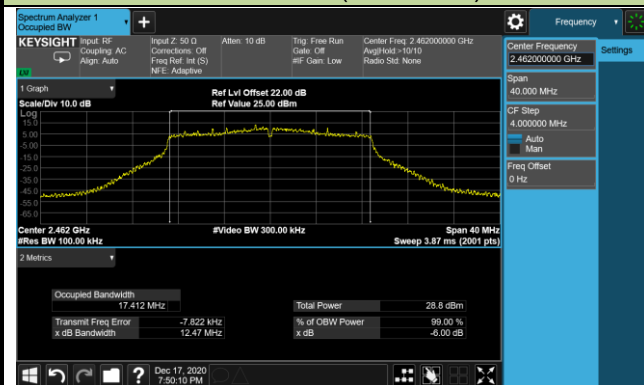 Spectrum Analyzer 1
Occupied BW
Frequency
KEYSIGHT
Input: RF
Coupling: AC
Align: Auto
Input Z: 50 Ω
Corrections: Off
Freq Ref: Int (S)
NFE: Adaptive
Atten: 10 dB
Trig: Free Run
Gate: Off
#IF Gain: Low
Center Freq: 2.462000000 GHz
Avg|Hold:>10/10
Radio Std: None
LW
Center Frequency
2.462000000 GHz
Settings
Span
40.000 MHz
CF Step
4.000000 MHz
Auto
Man
Freq Offset
0 Hz
1 Graph
Scale/Div 10.0 dB
Ref Lvl Offset 22.00 dB
Ref Value 25.00 dBm
Log
15.0
5.00
-5.00
-15.0
-25.0
-35.0
-45.0
-55.0
-65.0
Center 2.462 GHz
#Res BW 100.00 kHz
#Video BW 300.00 kHz
Span 40 MHz
Sweep 3.87 ms (2001 pts)
2 Metrics
Occupied Bandwidth
17.412 MHz
Total Power 28.8 dBm
Transmit Freq Error -7.822 kHz
% of OBW Power 99.00 %
x dB Bandwidth 12.47 MHz
x dB -6.00 dB
Dec 17, 2020
7:50:10 PM